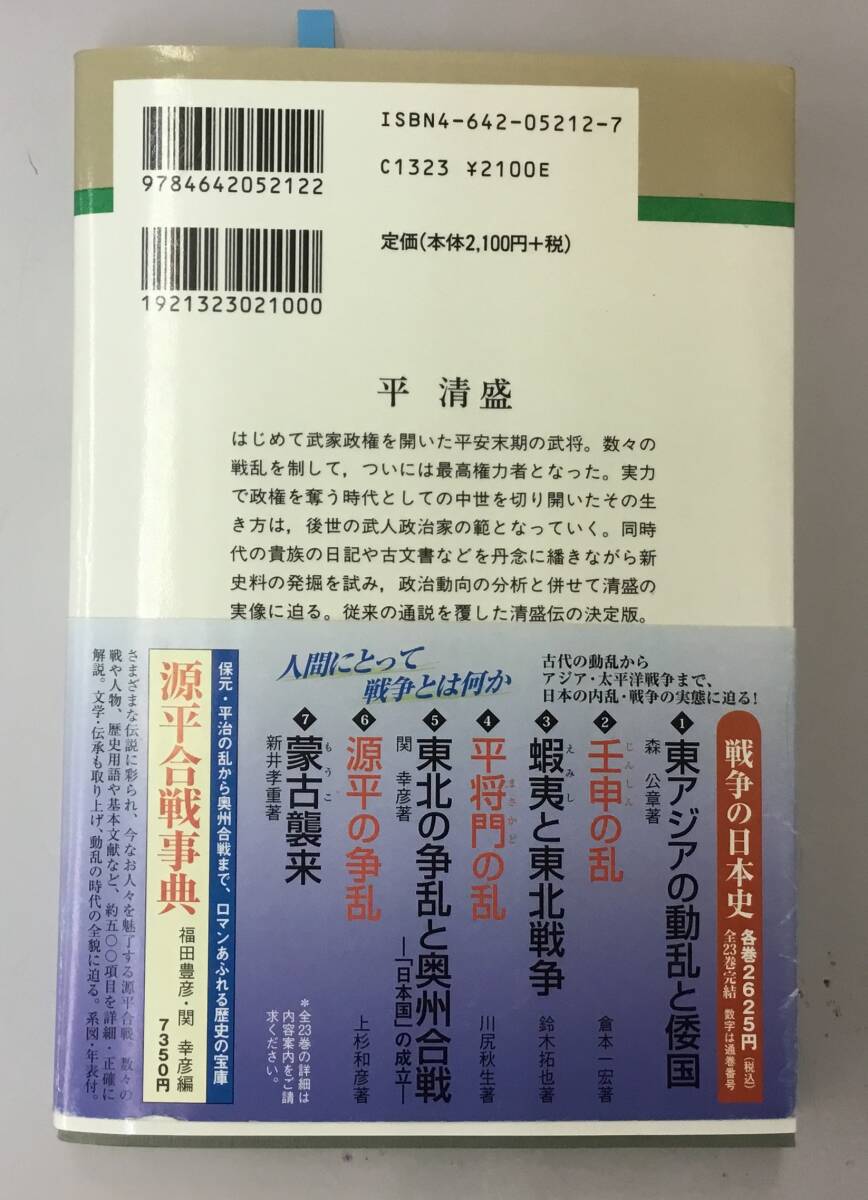 ISBN4-642-05212-7
C1323 ¥2100E
9784642052122
定価(本体2,100円+税)
1921323021000
平 清盛
はじめて武家政権を開いた平安末期の武将。数々の
戦乱を制して，ついには最高権力者となった。実力
で政権を奪う時代としての中世を切り開いたその生
き方は，後世の武人政治家の範となっていく。同時
代の貴族の日記や古文書などを丹念に繙きながら新
史料の発掘を試み，政治動向の分析と併せて清盛の
実像に迫る。従来の通説を覆した清盛伝の決定版。
戦争の日本史
各巻2625円(税込)
全23巻完結 数字は通巻番号
古代の動乱から
アジア・太平洋戦争まで、
日本の内乱・戦争の実態に迫る!
人間にとって
戦争とは何か
1 東アジアの動乱と倭国
森 公章著
2 壬申の乱
じんしん
倉本一宏著
3 蝦夷と東北戦争
えみし
鈴木拓也著
4 平将門の乱
まさかど
川尻秋生著
5 東北の争乱と奥州合戦
―「日本国」の成立―
関 幸彦著
6 源平の争乱
上杉和彦著
7 蒙古襲来
もうこ
新井孝重著
*全23巻の詳細は
内容案内をご請
求ください。
保元・平治の乱から奥州合戦まで、ロマンあふれる歴史の宝庫
源平合戦事典
福田豊彦・関 幸彦編
7350円
さまざまな伝説に彩られ、今なお人々を魅了する源平合戦。数々の
戦や人物、歴史用語や基本文献など、約五〇〇項目を詳細・正確に
解説。文学・伝承も取り上げ、動乱の時代の全貌に迫る。系図・年表付。